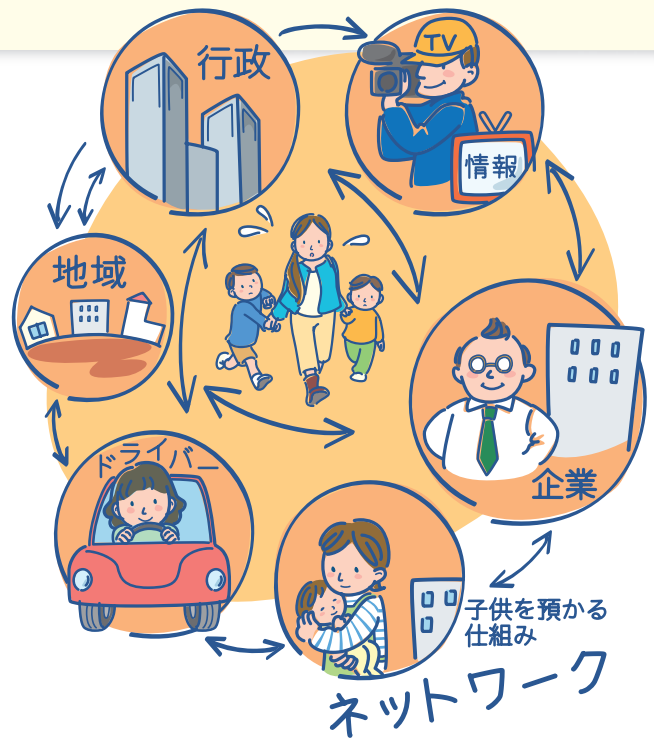 行政
TV
情報
地域
企業
ドライバー
子供を預かる
仕組み
ネットワーク